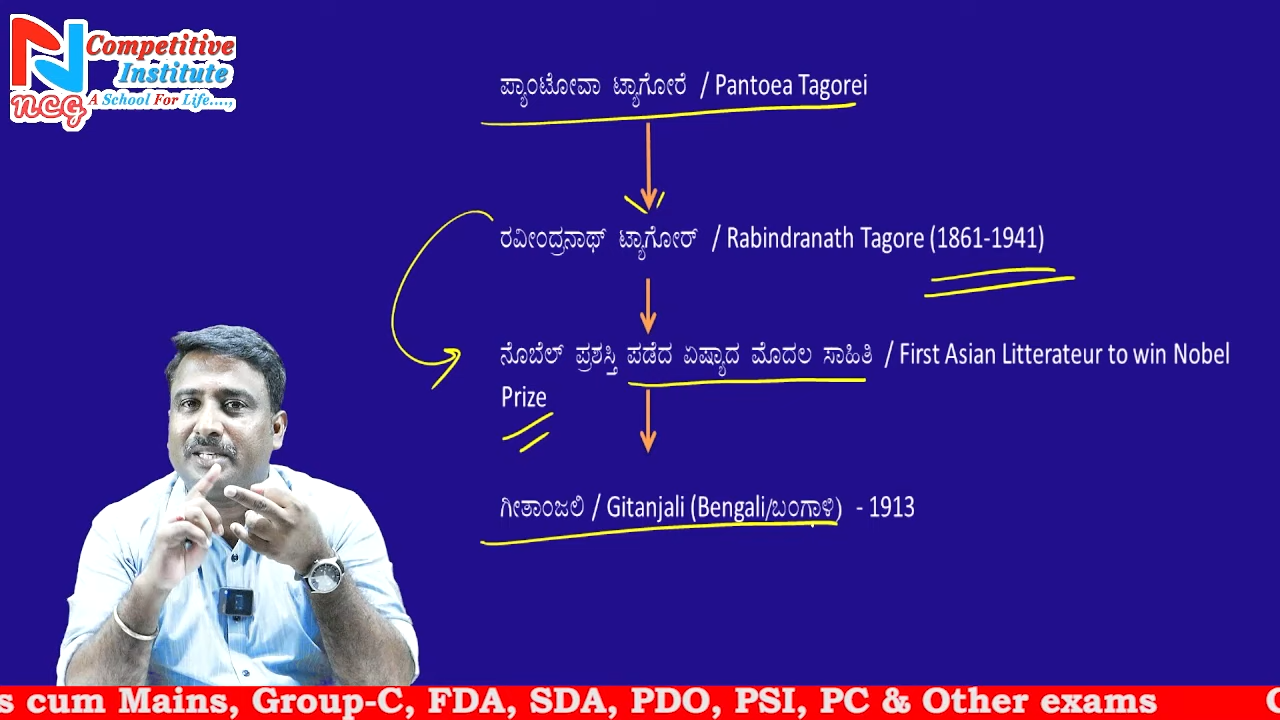 Competitive
Institute
NCG A School For Life....,
ಪ್ಯಾಂಟೋವಾ ಟ್ಯಾಗೋರೆ / Pantoea Tagorei
ರವೀಂದ್ರನಾಥ್ ಟ್ಯಾಗೋರ್ / Rabindranath Tagore (1861-1941)
ನೊಬೆಲ್ ಪ್ರಶಸ್ತಿ ಪಡೆದ ಏಷ್ಯಾದ ಮೊದಲ ಸಾಹಿತಿ / First Asian Litterateur to win Nobel
Prize
ಗೀತಾಂಜಲಿ / Gitanjali (Bengali/ಬಂಗಾಳಿ) - 1913
s cum Mains, Group-C, FDA, SDA, PDO, PSI, PC & Other exams